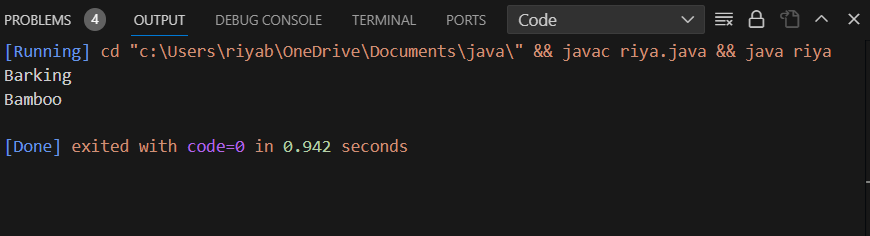 PROBLEMS 4 OUTPUT DEBUG CONSOLE TERMINAL PORTS Code
[Running] cd "c:\Users\riyab\OneDrive\Documents\java\" && javac riya.java && java riya
Barking
Bamboo
[Done] exited with code=0 in 0.942 seconds